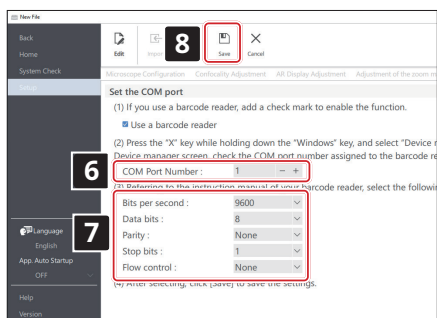 New File
Back
Home
System Check
Setup
Edit
Import
8
Save
Cancel
Microscope Configuration Confocality Adjustment AR Display Adjustment Adjustment of the zoom m
Set the COM port
(1) If you use a barcode reader, add a check mark to enable the function.
Use a barcode reader
(2) Press the "X" key while holding down the "Windows" key, and select "Device
Device manager screen, check the COM port number assigned to the barcode re
6
COM Port Number : 1 − +
(3) Referring to the instruction manual of your barcode reader, select the followi
7
Bits per second : 9600
Data bits : 8
Parity : None
Stop bits : 1
Flow control : None
(4) After selecting, click [Save] to save the settings.
Language
English
App. Auto Startup
OFF
Help
Version